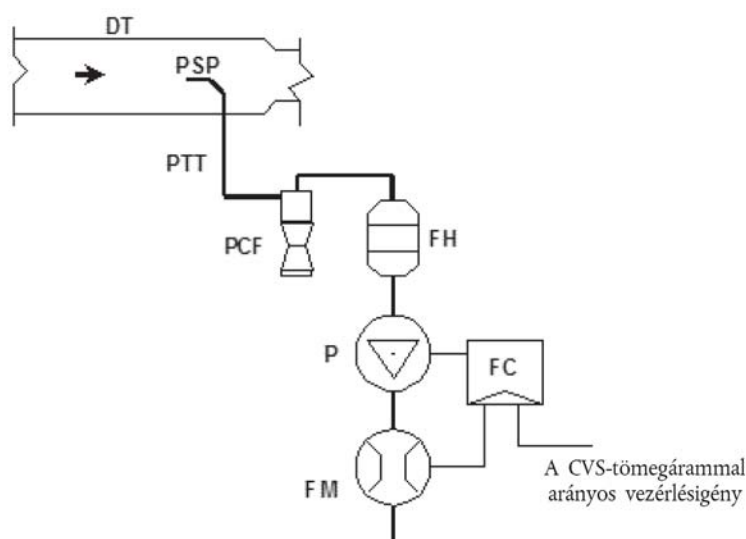 DT
PSP
PTT
PCF
FH
P
FC
FM
A CVS-tömegárammal
arányos vezérlésigény